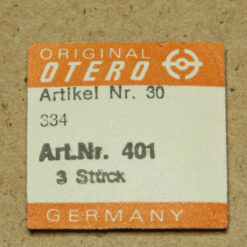 ORIGINAL
OTERO
Artikel Nr. 30
334
Art.Nr. 401
3 Stück
GERMANY